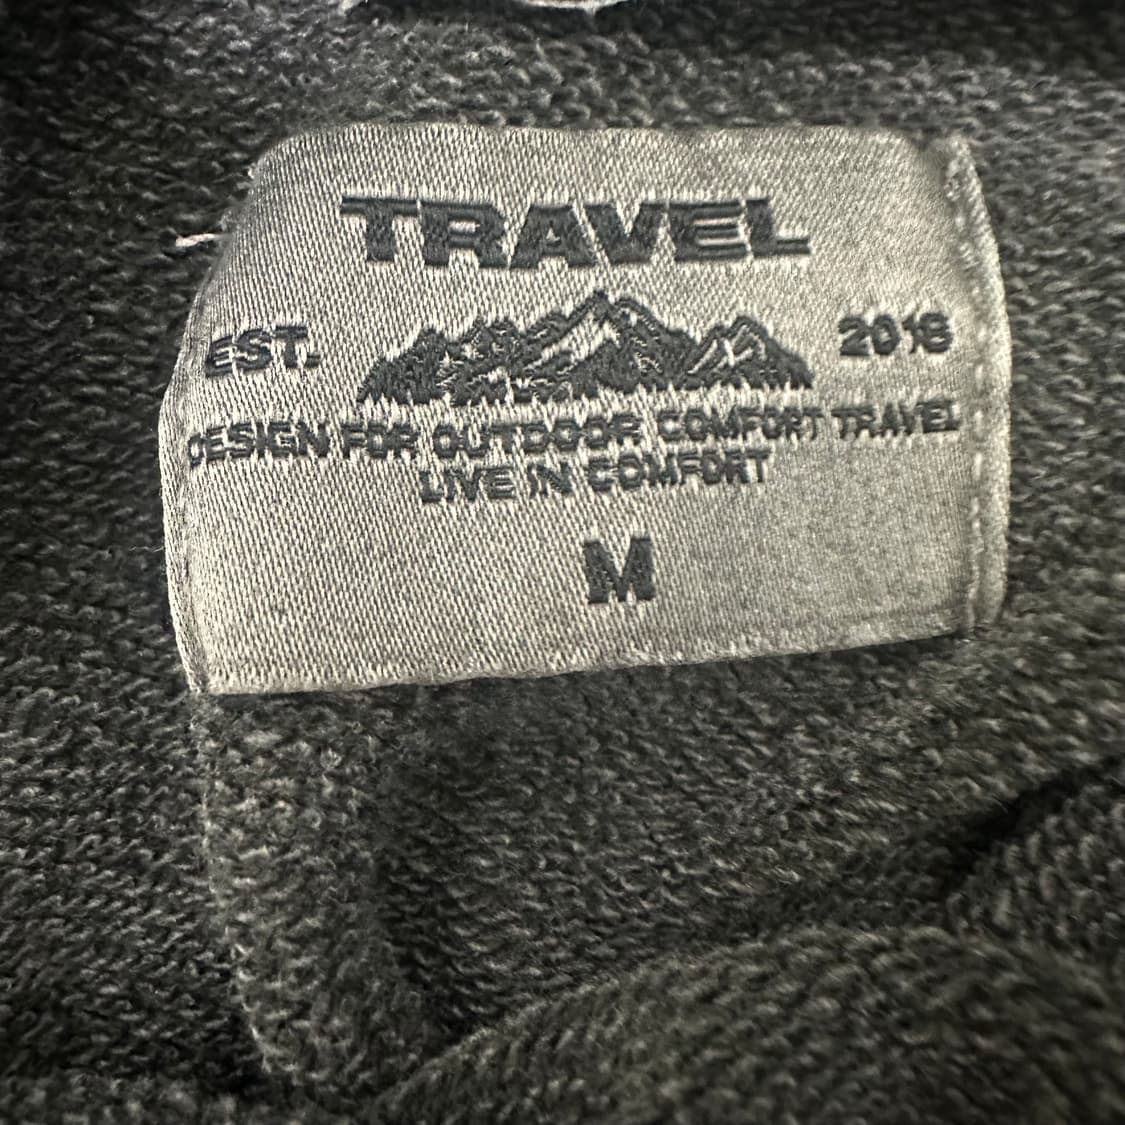 TRAVEL
EST. 2018
DESIGN FOR OUTDOOR COMFORT TRAVEL
LIVE IN COMFORT
M